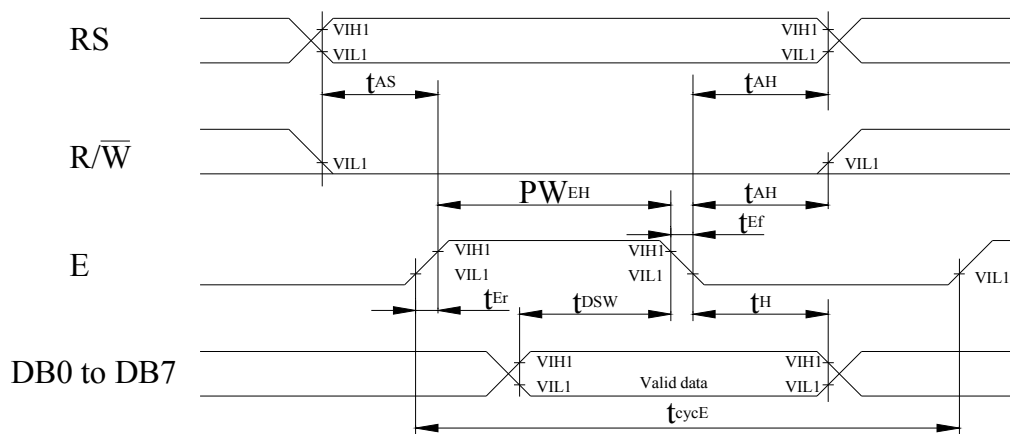 RS
VIH1
VIH1
VIL1
VIL1
tAS
tAH
R/W̅
VIL1
VIL1
PWEH
tAH
tEf
E
VIH1
VIH1
VIL1
VIL1
VIL1
tEr
tDSW
tH
DB0 to DB7
VIH1
VIH1
VIL1
Valid data
VIL1
tcycE